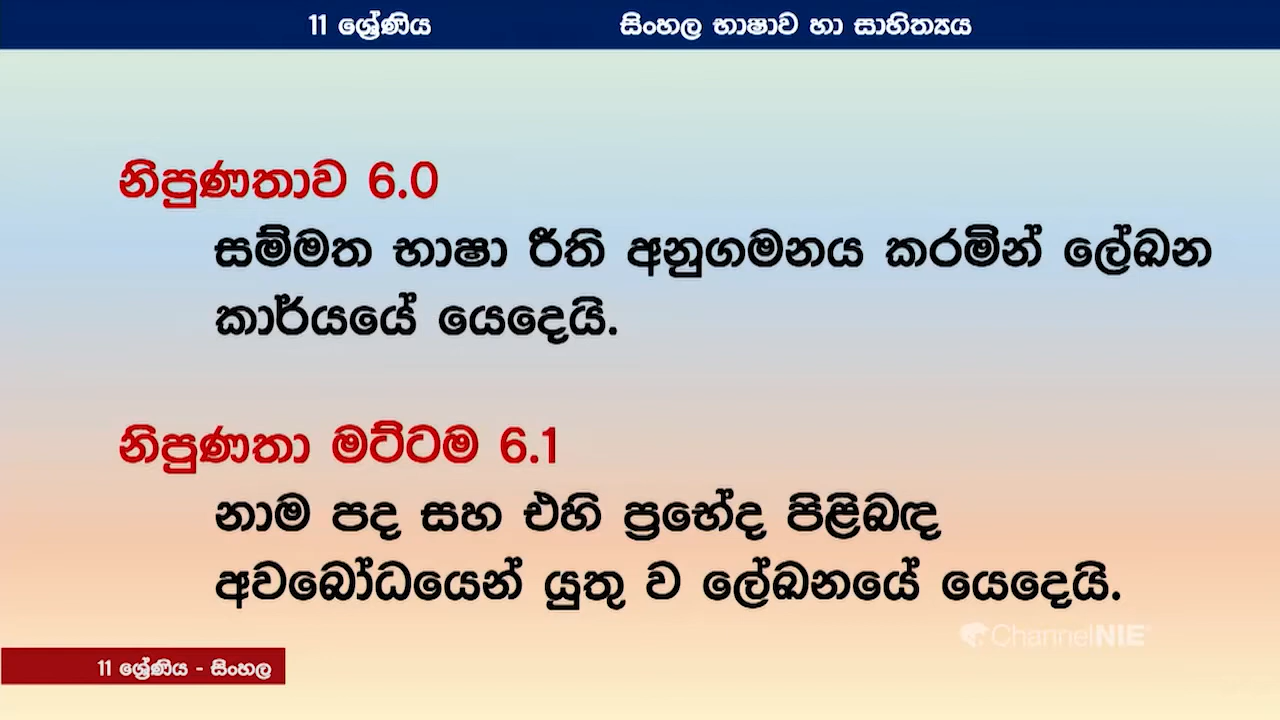 11 ශ්‍රේණිය සිංහල භාෂාව හා සාහිත්‍යය
නිපුණතාව 6.0
සම්මත භාෂා රීති අනුගමනය කරමින් ලේඛන
කාර්යයේ යෙදෙයි.
නිපුණතා මට්ටම 6.1
නාම පද සහ එහි ප්‍රභේද පිළිබඳ
අවබෝධයෙන් යුතු ව ලේඛනයේ යෙදෙයි.
ChannelNIE
11 ශ්‍රේණිය - සිංහල